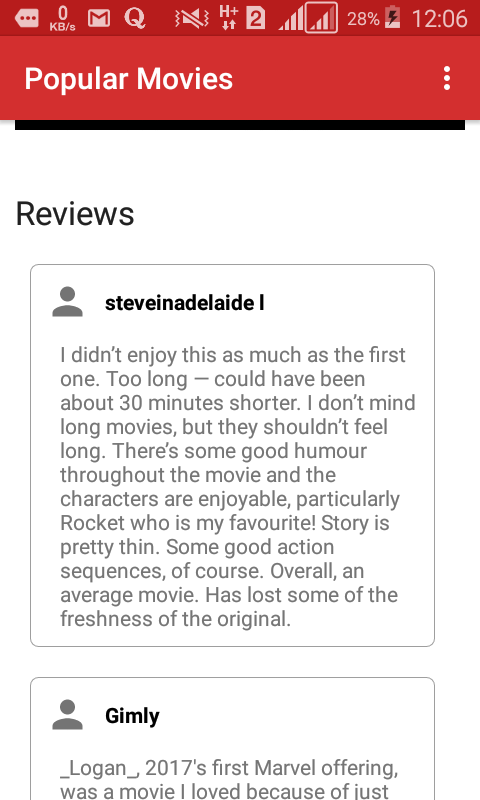 0
KB/s
H+
2
28%
12:06
Popular Movies
Reviews
steveinadelaide l
I didn’t enjoy this as much as the first
one. Too long — could have been
about 30 minutes shorter. I don’t mind
long movies, but they shouldn’t feel
long. There’s some good humour
throughout the movie and the
characters are enjoyable, particularly
Rocket who is my favourite! Story is
pretty thin. Some good action
sequences, of course. Overall, an
average movie. Has lost some of the
freshness of the original.
Gimly
_Logan_, 2017's first Marvel offering,
was a movie I loved because of just